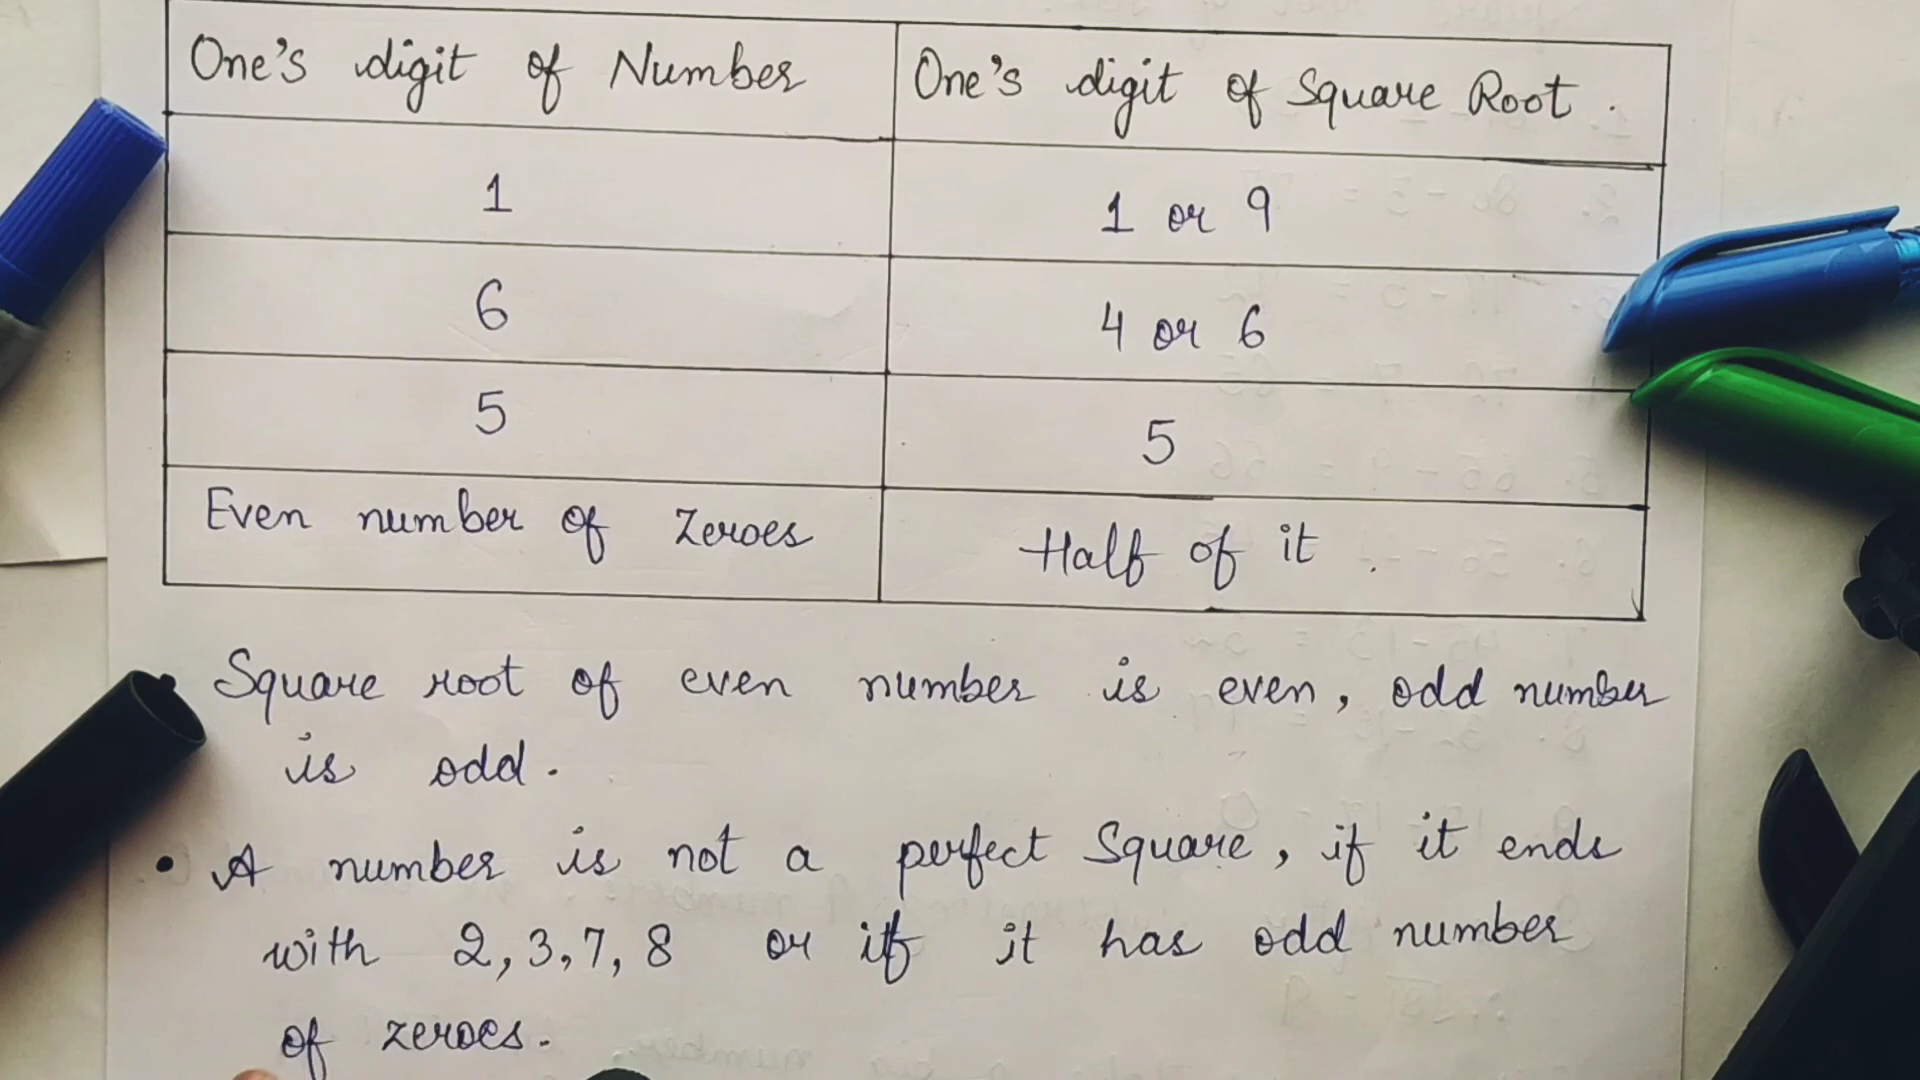 One's digit of Number
One's digit of Square Root.
1
1 or 9
6
4 or 6
5
5
Even number of Zeroes
Half of it.
Square root of even number is even, odd number
is odd.
• A number is not a perfect Square, if it ends
with 2, 3, 7, 8 or if it has odd number
of zeroes.